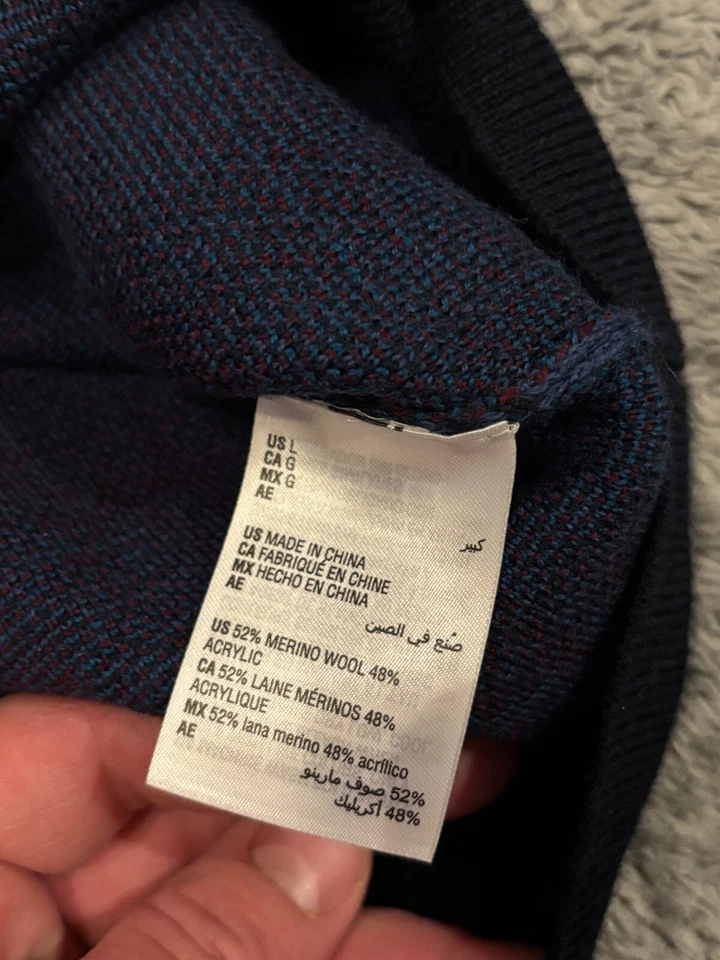 US L
CA G
MX G
AE
كبير
US MADE IN CHINA
CA FABRIQUÉ EN CHINE
MX HECHO EN CHINA
AE
صُنع في الصين
US 52% MERINO WOOL 48%
ACRYLIC
CA 52% LAINE MÉRINOS 48%
ACRYLIQUE
MX 52% lana merino 48% acrílico
AE
52% صوف مارينو
48% أكريليك